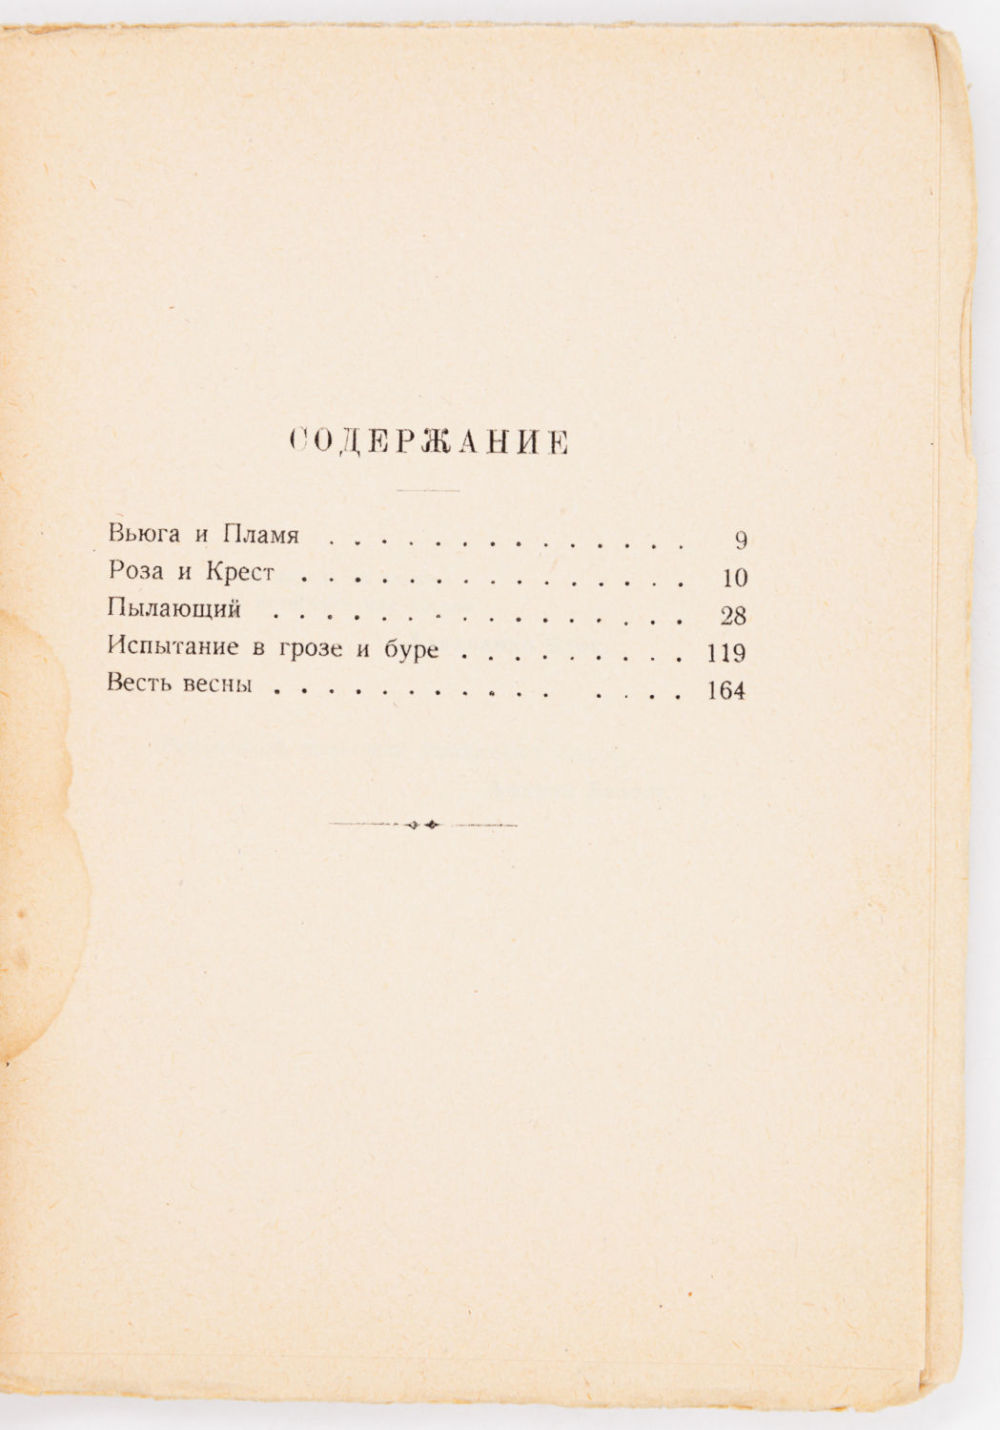 СОДЕРЖАНИЕ
Вьюга и Пламя . . . . . . . . . . . . . . 9
Роза и Крест . . . . . . . . . . . . . . . 10
Пылающий . . . . . . . . . . . . . . . . 28
Испытание в грозе и буре . . . . . . . . . 119
Весть весны . . . . . . . . . . . . . . . 164